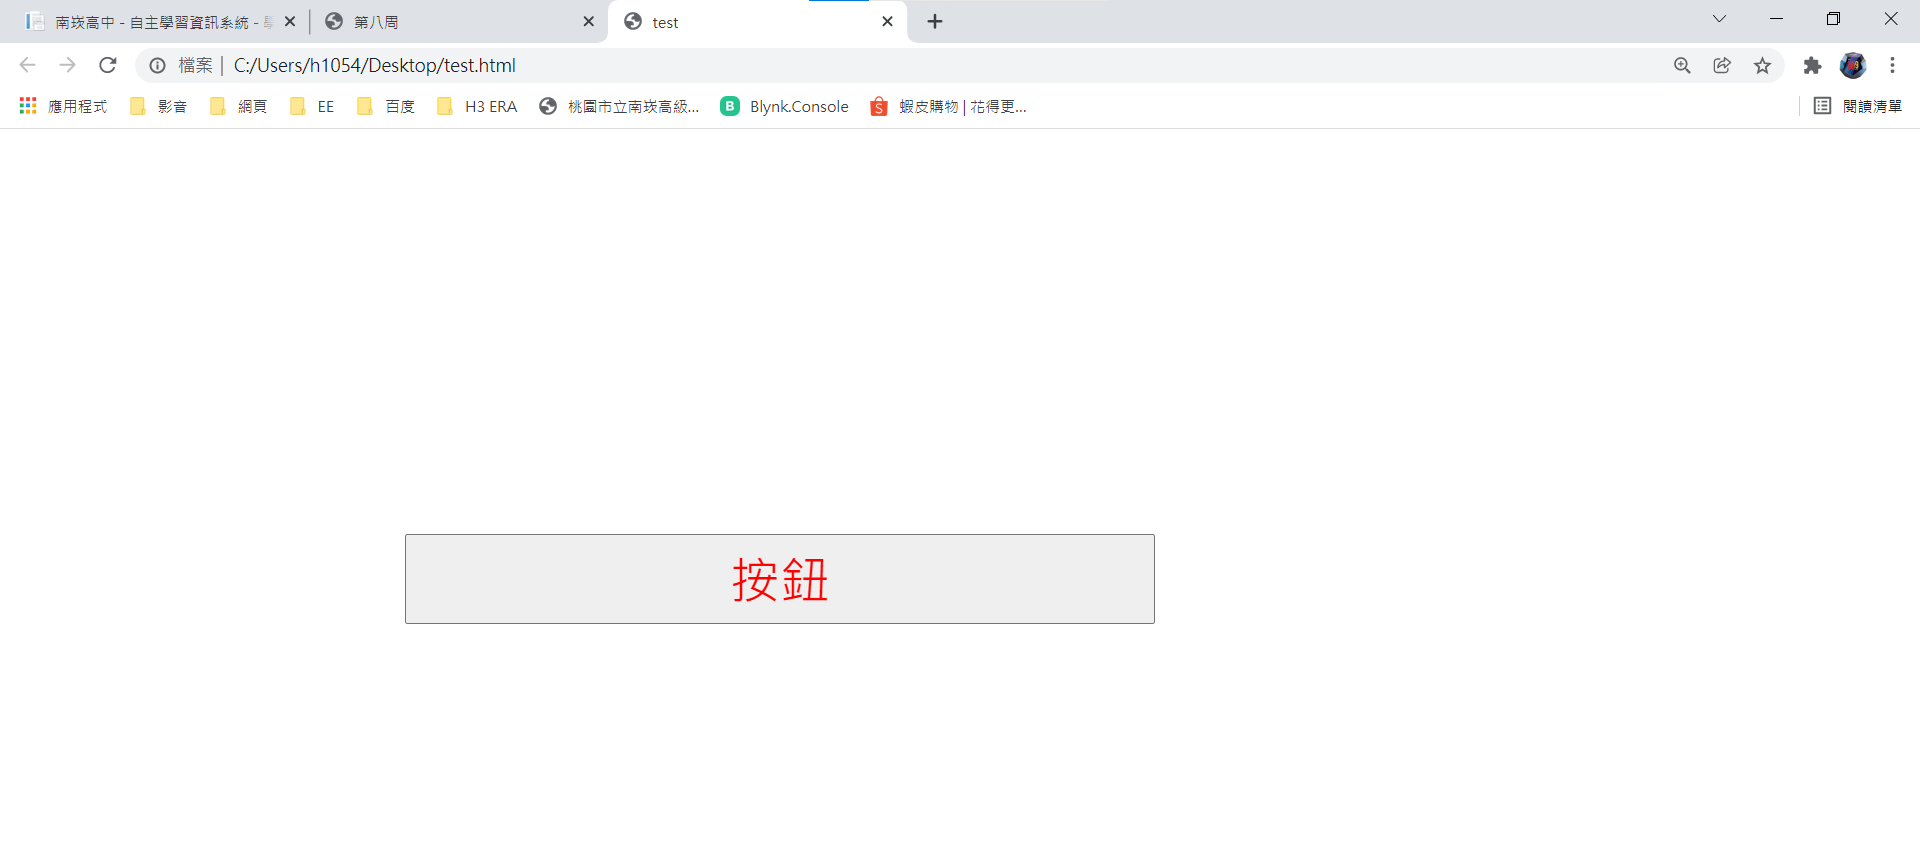 南崁高中 - 自主學習資訊系統 -
第八周
test
檔案 | C:/Users/h1054/Desktop/test.html
應用程式
影音
網頁
EE
百度
H3 ERA
桃園市立南崁高級...
B
Blynk.Console
S
蝦皮購物 | 花得更...
閱讀清單
按鈕